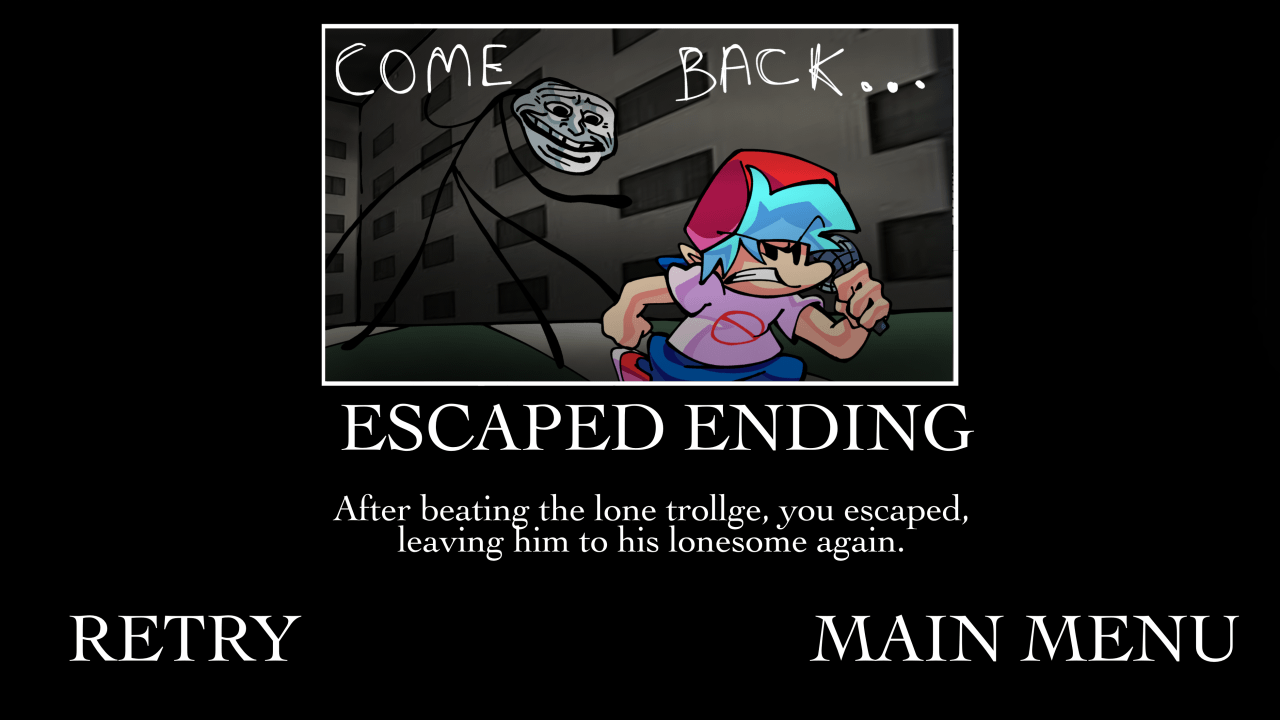 COME BACK...
ESCAPED ENDING
After beating the lone trollge, you escaped,
leaving him to his lonesome again.
RETRY
MAIN MENU